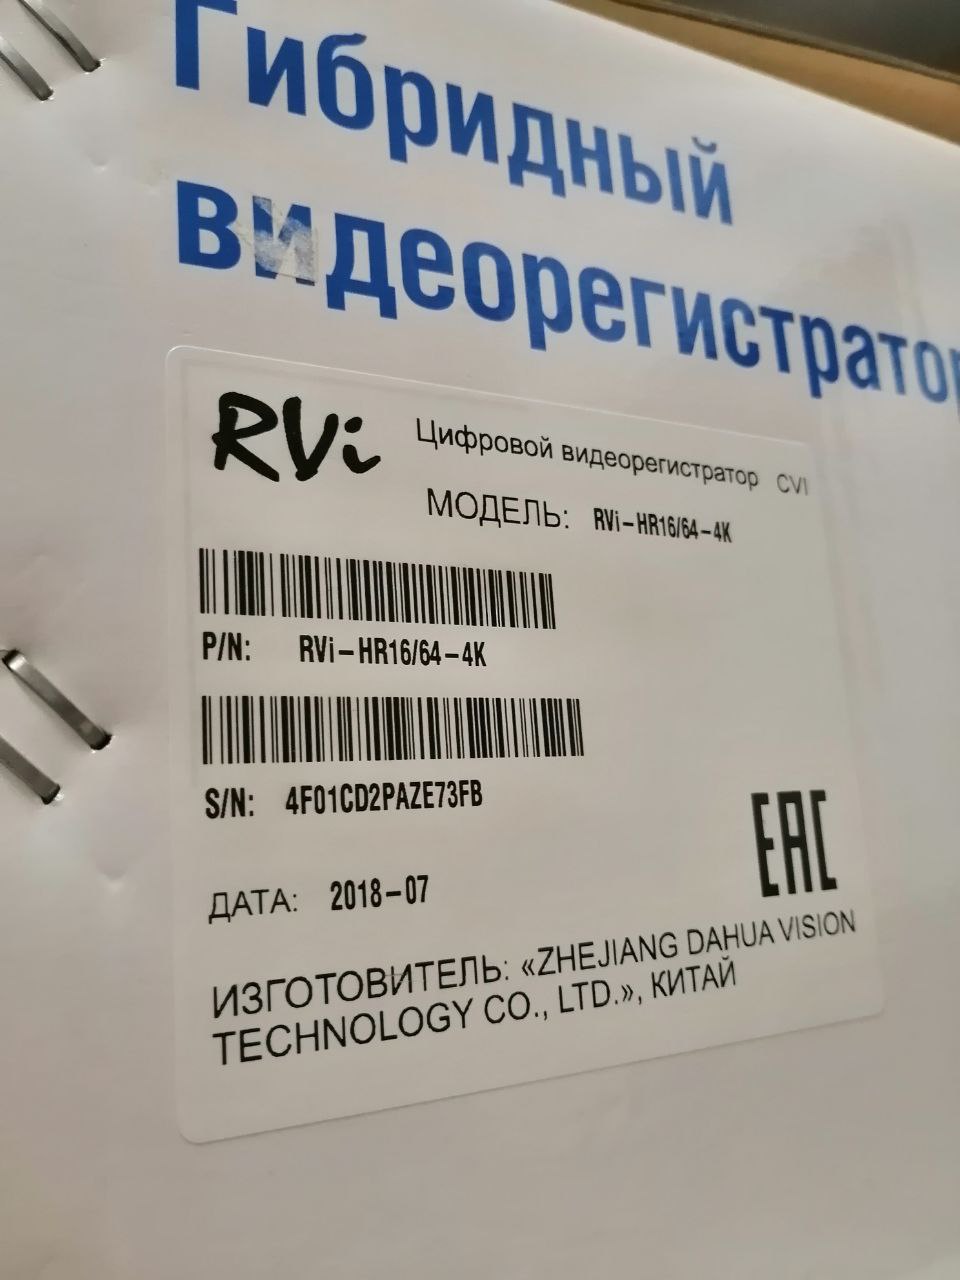 Гибридный
видеорегистратор
RVi
Цифровой видеорегистратор CVI
МОДЕЛЬ: RVi-HR16/64-4K
P/N: RVi-HR16/64-4K
S/N: 4F01CD2PAZE73FB
ДАТА: 2018-07
EAC
ИЗГОТОВИТЕЛЬ: «ZHEJIANG DAHUA VISION
TECHNOLOGY CO., LTD.», КИТАЙ